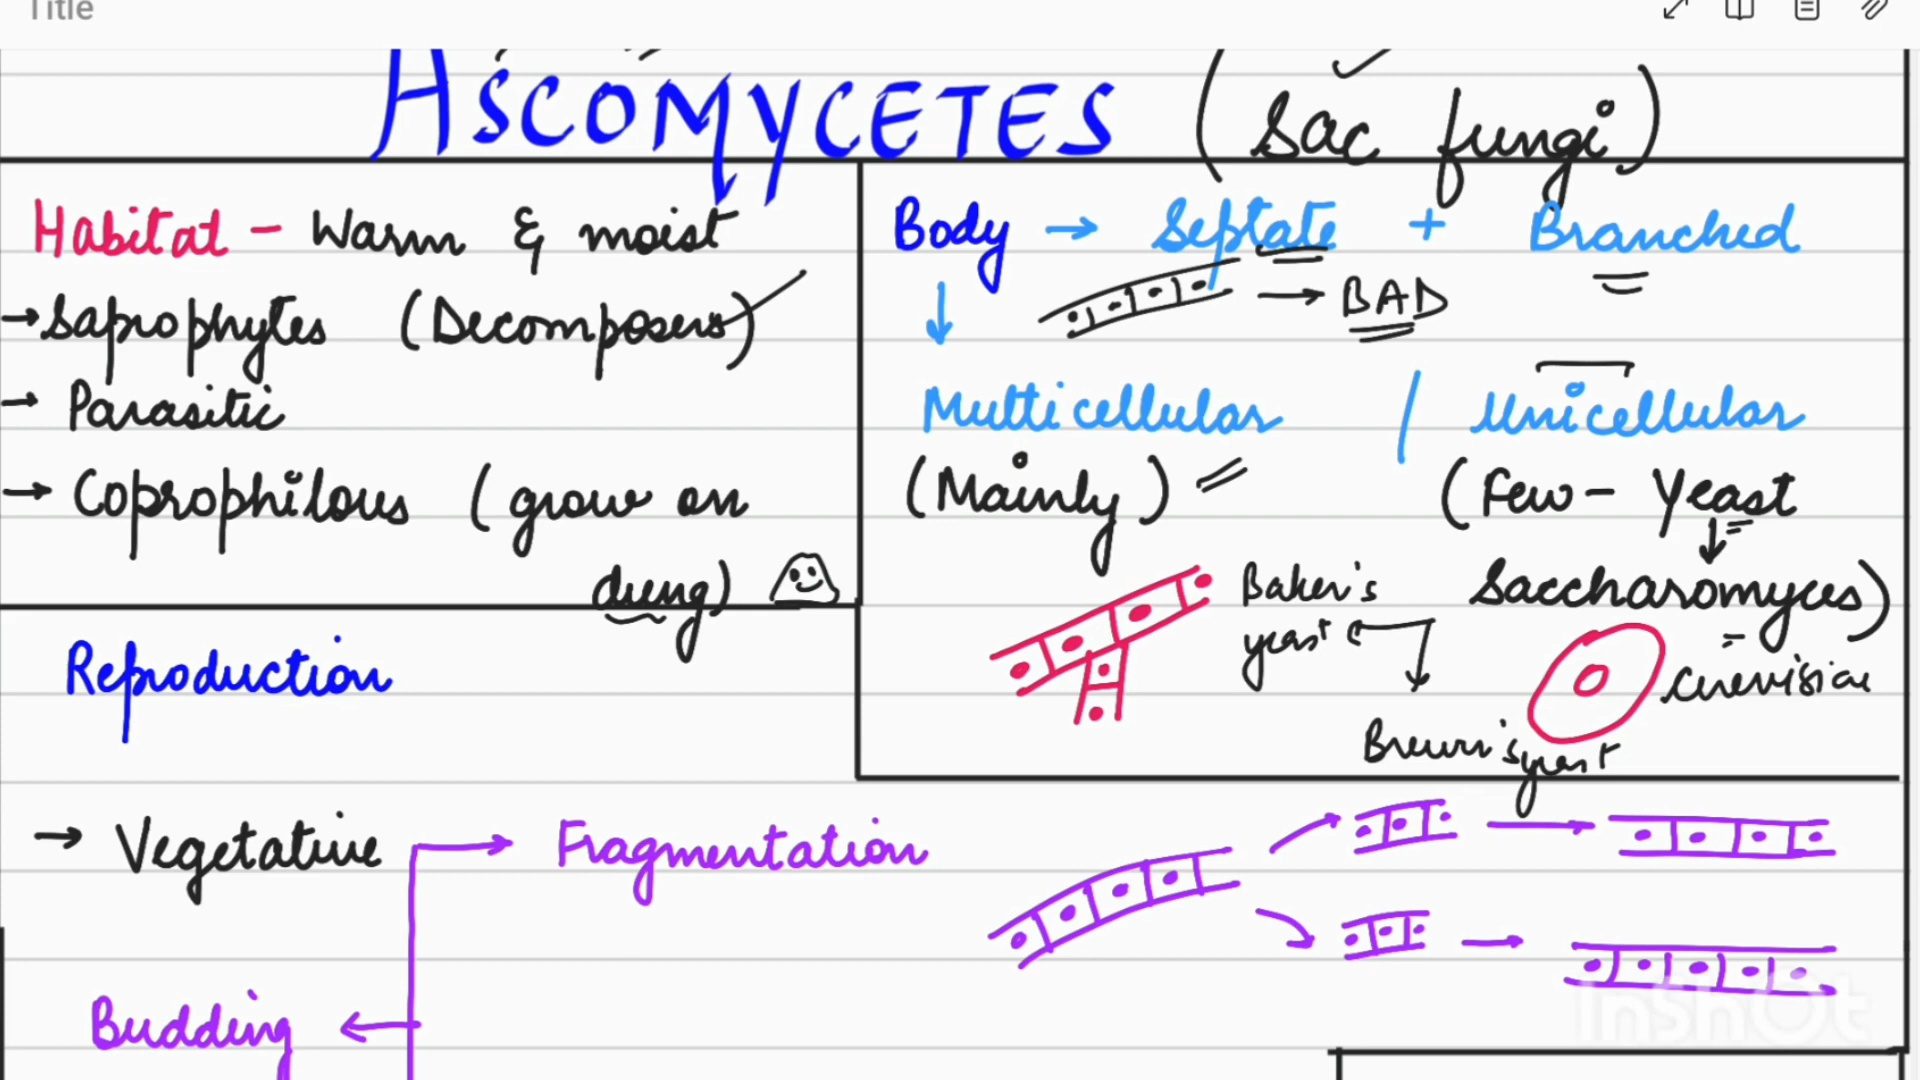 Title
ASCOMYCETES (Sac fungi)
Habitat - Warm & moist
→ Saprophytes (Decomposers)
→ Parasitic
→ Coprophilous (grow on
dung)
Body → Septate + Branched
→ BAD
Multicellular / Unicellular
(Mainly) (Few - Yeast
Saccharomyces)
cerevisiae
Baker's
yeast
Brewer's yeast
Reproduction
→ Vegetative → Fragmentation
Budding ←
InShOt